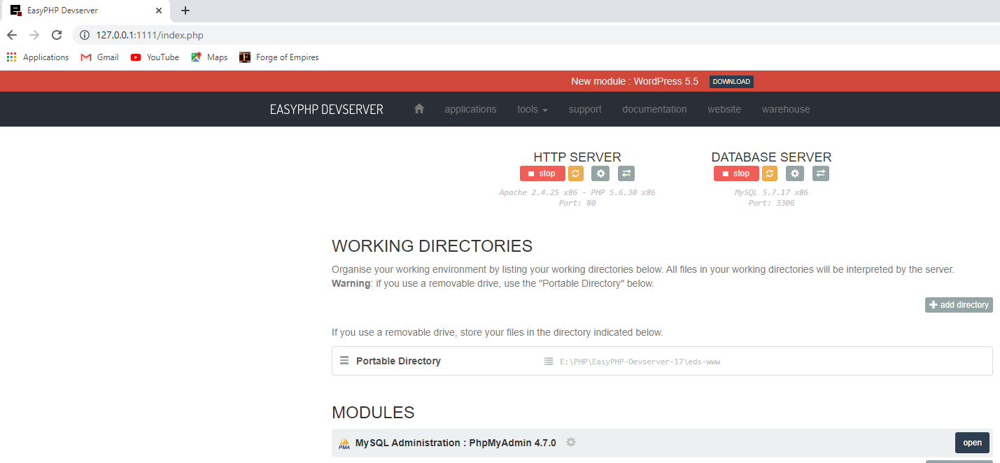 EasyPHP Devserver
127.0.0.1:1111/index.php
Applications Gmail YouTube Maps Forge of Empires
New module : WordPress 5.5 DOWNLOAD
EASYPHP DEVSERVER applications tools support documentation website warehouse
HTTP SERVER DATABASE SERVER
stop stop
Apache 2.4.25 x86 - PHP 5.6.30 x86 MySQL 5.7.17 x86
Port: 80 Port: 3306
WORKING DIRECTORIES
Organise your working environment by listing your working directories below. All files in your working directories will be interpreted by the server.
Warning: if you use a removable drive, use the "Portable Directory" below.
add directory
If you use a removable drive, store your files in the directory indicated below.
Portable Directory E:\PHP\EasyPHP-Devserver-17\eds-www
MODULES
PMA MySQL Administration : PhpMyAdmin 4.7.0 open